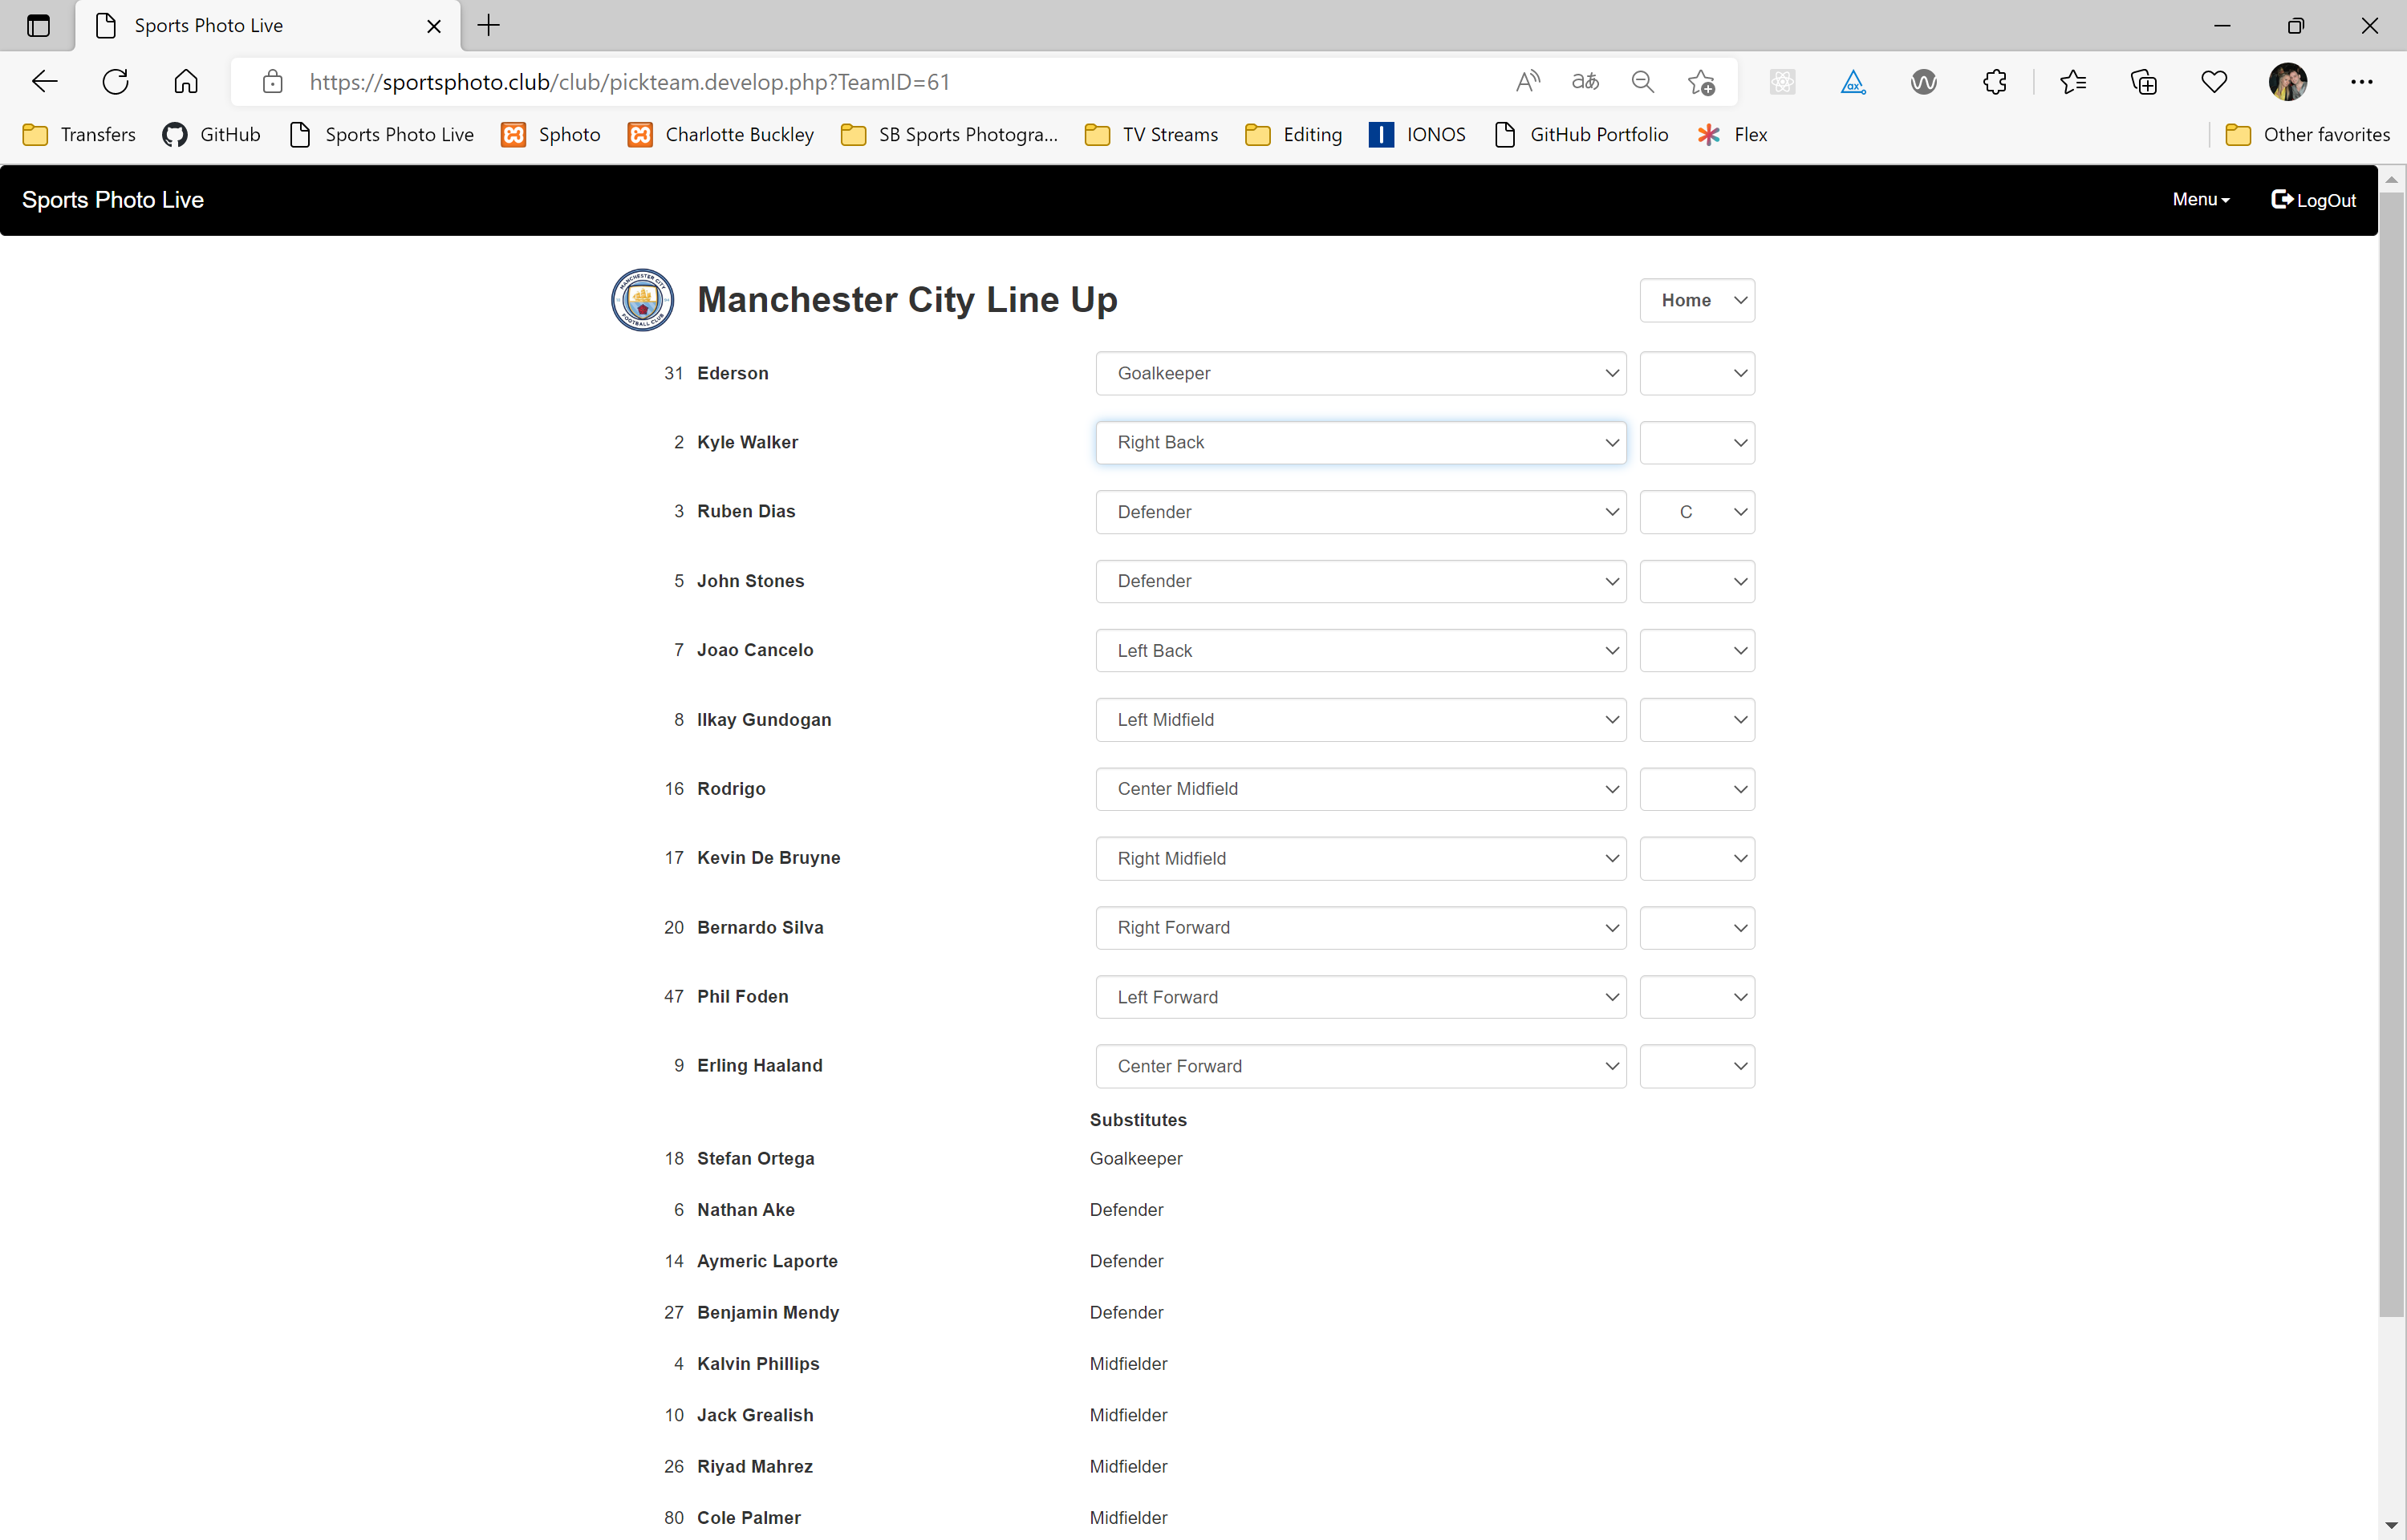 Sports Photo Live
https://sportsphoto.club/club/pickteam.develop.php?TeamID=61
Transfers GitHub Sports Photo Live Sphoto Charlotte Buckley SB Sports Photogra... TV Streams Editing IONOS GitHub Portfolio Flex Other favorites
Sports Photo Live Menu LogOut
MANCHESTER CITY
FOOTBALL CLUB
Manchester City Line Up Home
31 Ederson Goalkeeper
2 Kyle Walker Right Back
3 Ruben Dias Defender C
5 John Stones Defender
7 Joao Cancelo Left Back
8 Ilkay Gundogan Left Midfield
16 Rodrigo Center Midfield
17 Kevin De Bruyne Right Midfield
20 Bernardo Silva Right Forward
47 Phil Foden Left Forward
9 Erling Haaland Center Forward
Substitutes
18 Stefan Ortega Goalkeeper
6 Nathan Ake Defender
14 Aymeric Laporte Defender
27 Benjamin Mendy Defender
4 Kalvin Phillips Midfielder
10 Jack Grealish Midfielder
26 Riyad Mahrez Midfielder
80 Cole Palmer Midfielder